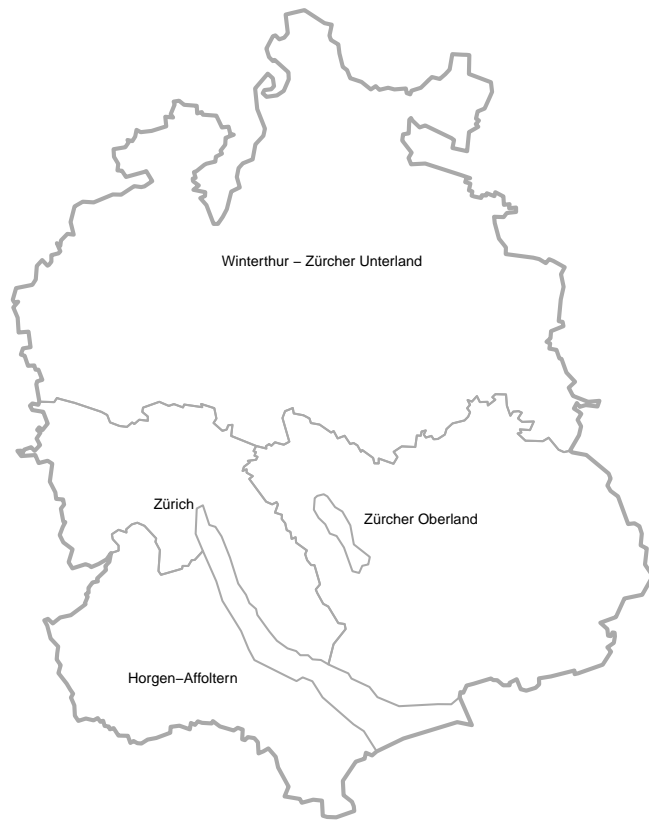 Winterthur – Zürcher Unterland
Zürich
Zürcher Oberland
Horgen–Affoltern